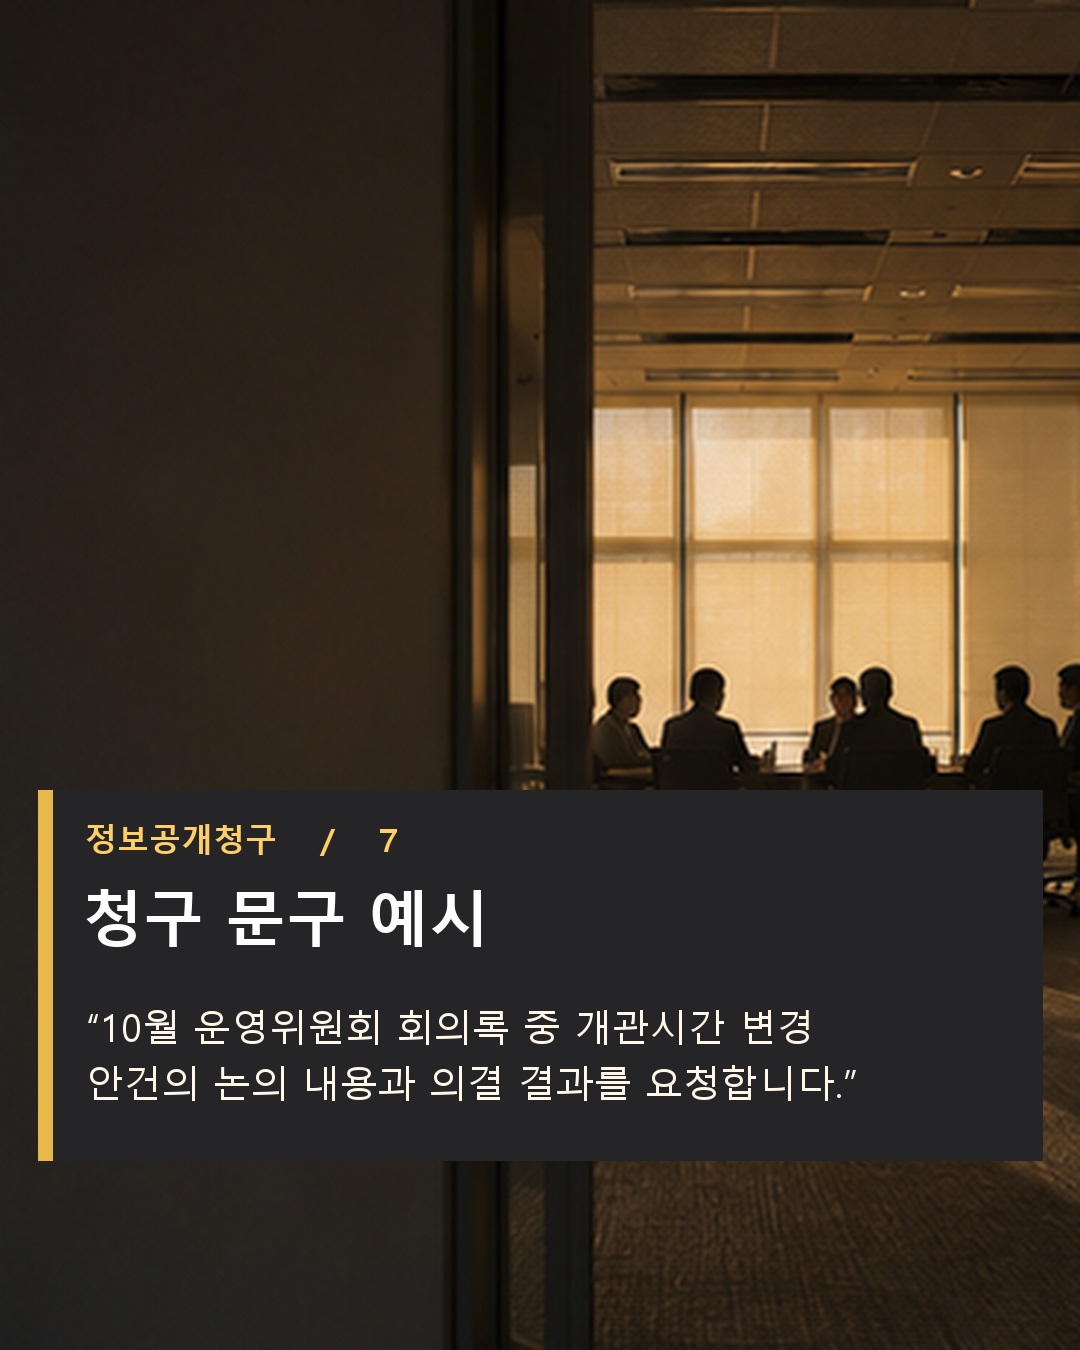 정보공개청구 / 7
청구 문구 예시
“10월 운영위원회 회의록 중 개관시간 변경
안건의 논의 내용과 의결 결과를 요청합니다.”